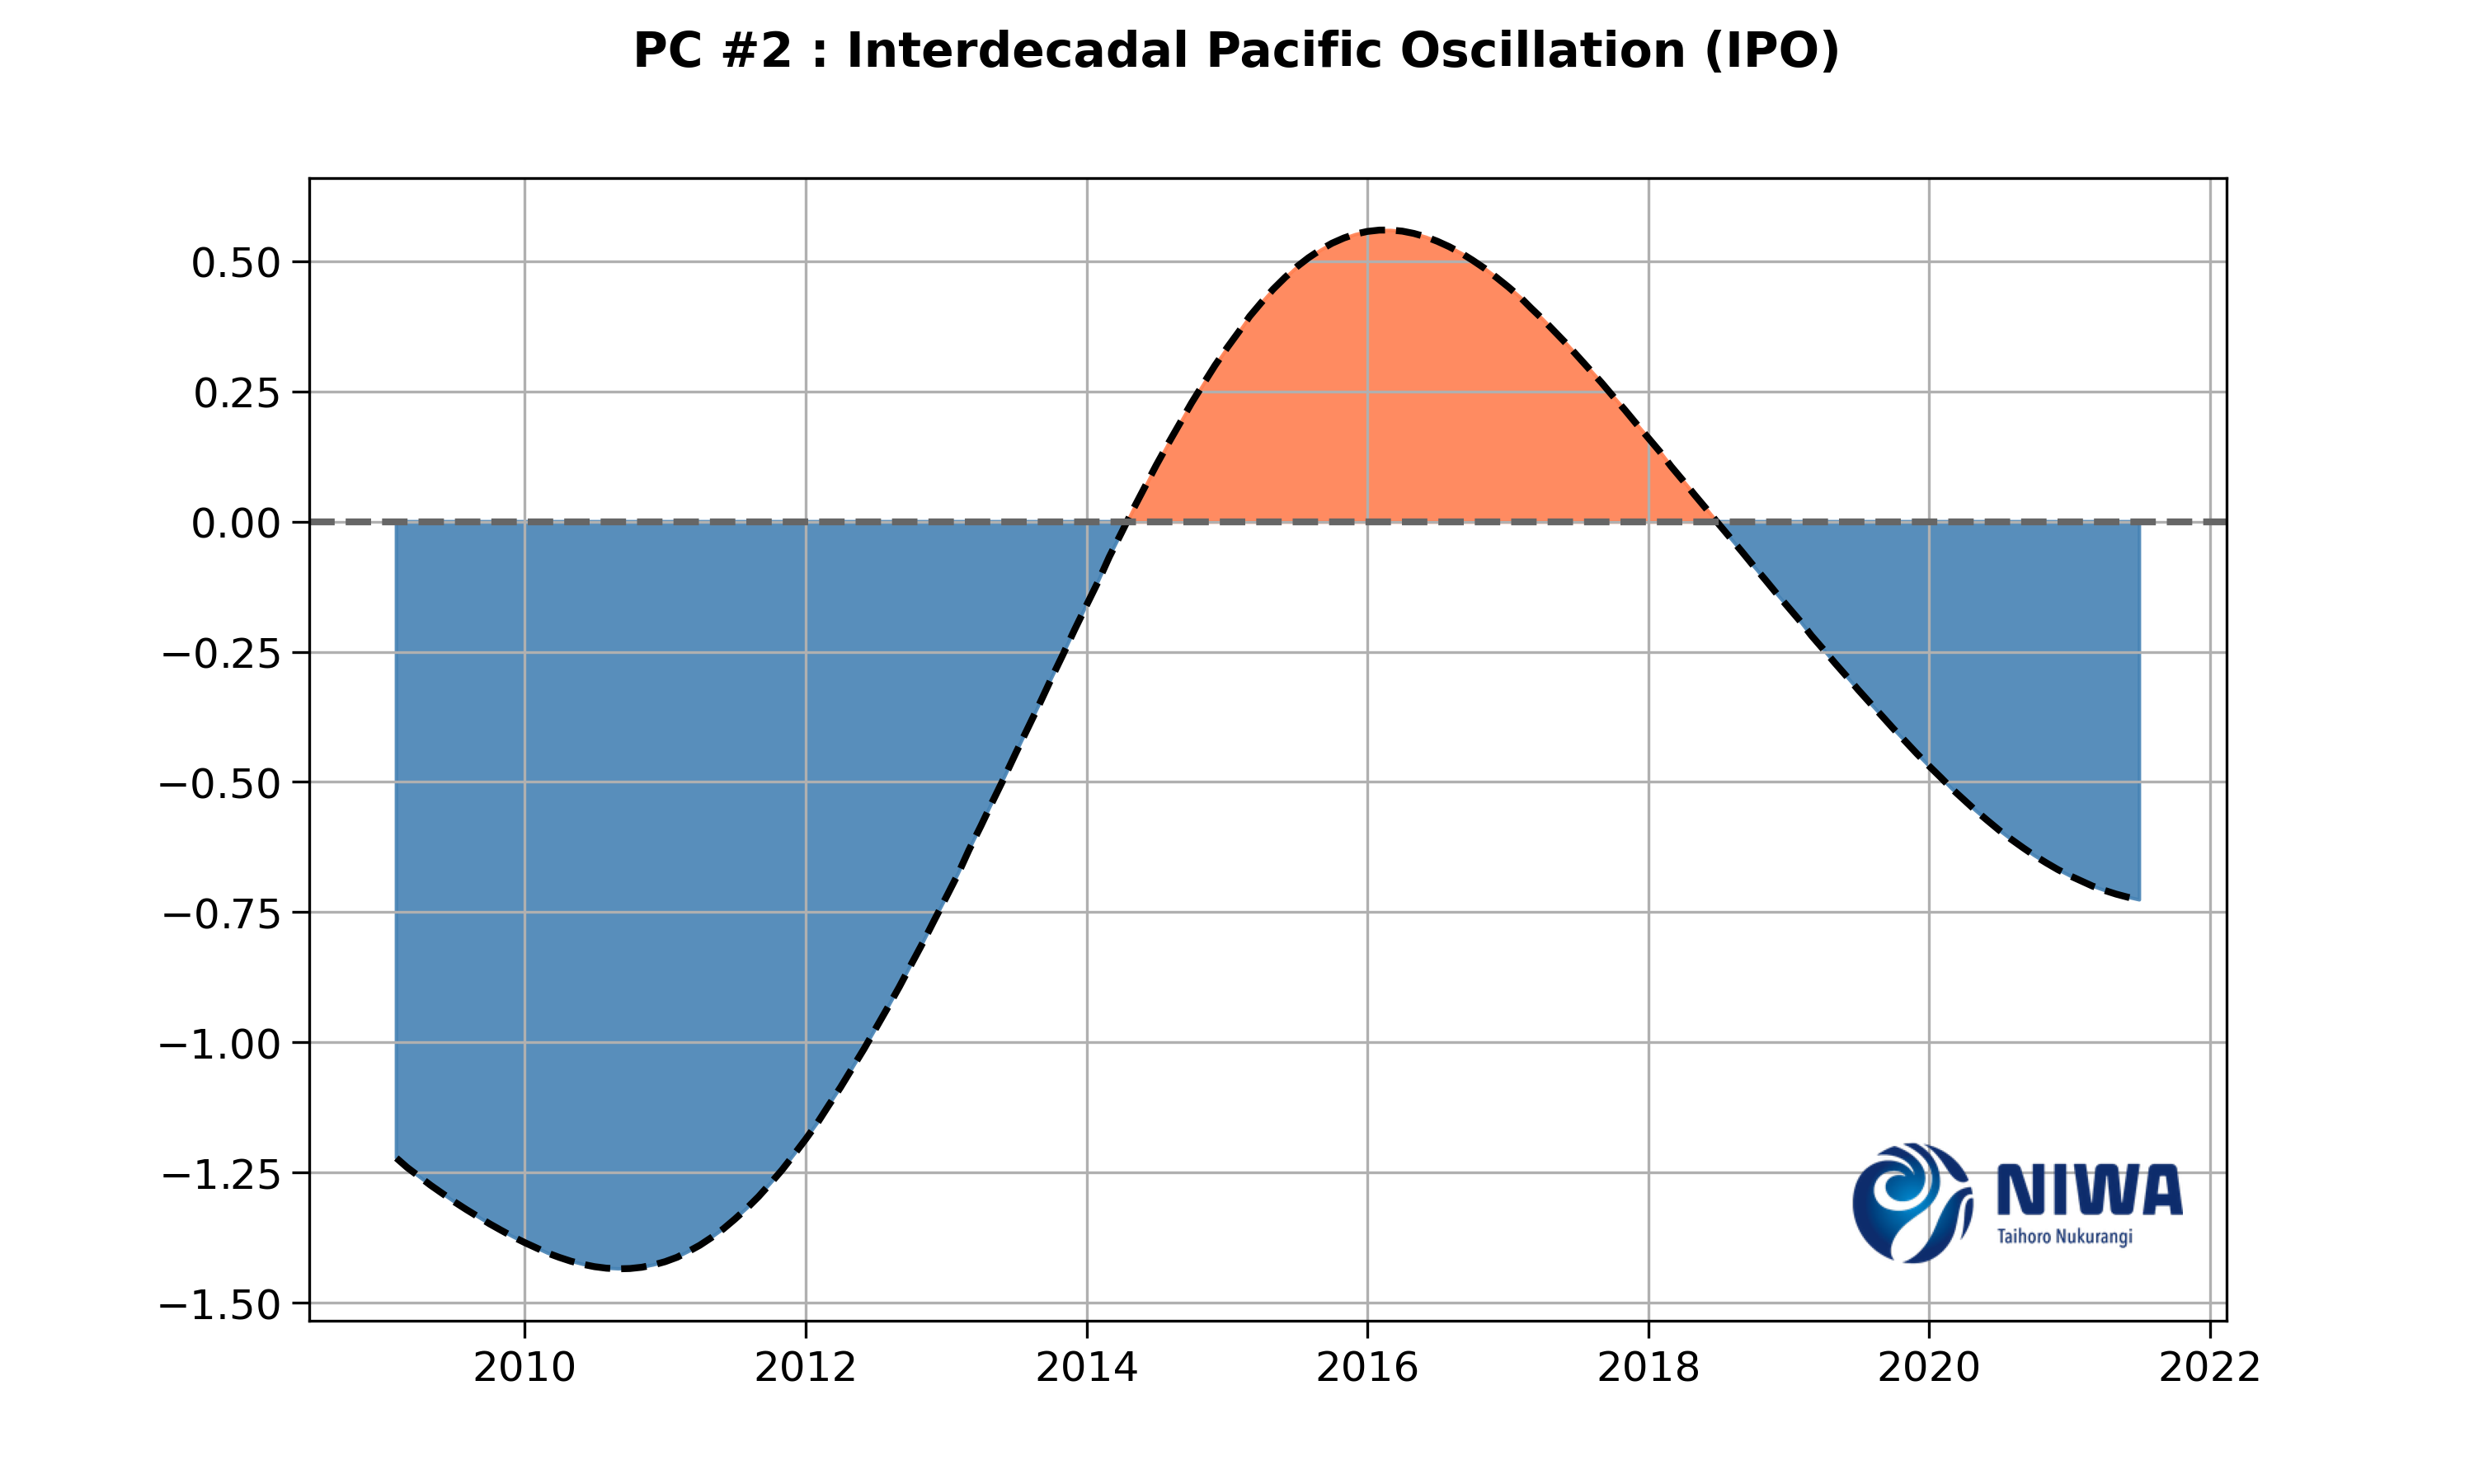 PC #2 : Interdecadal Pacific Oscillation (IPO)
0.50
0.25
0.00
−0.25
−0.50
−0.75
−1.00
−1.25
−1.50
NIWA
Taihoro Nukurangi
2010 2012 2014 2016 2018 2020 2022